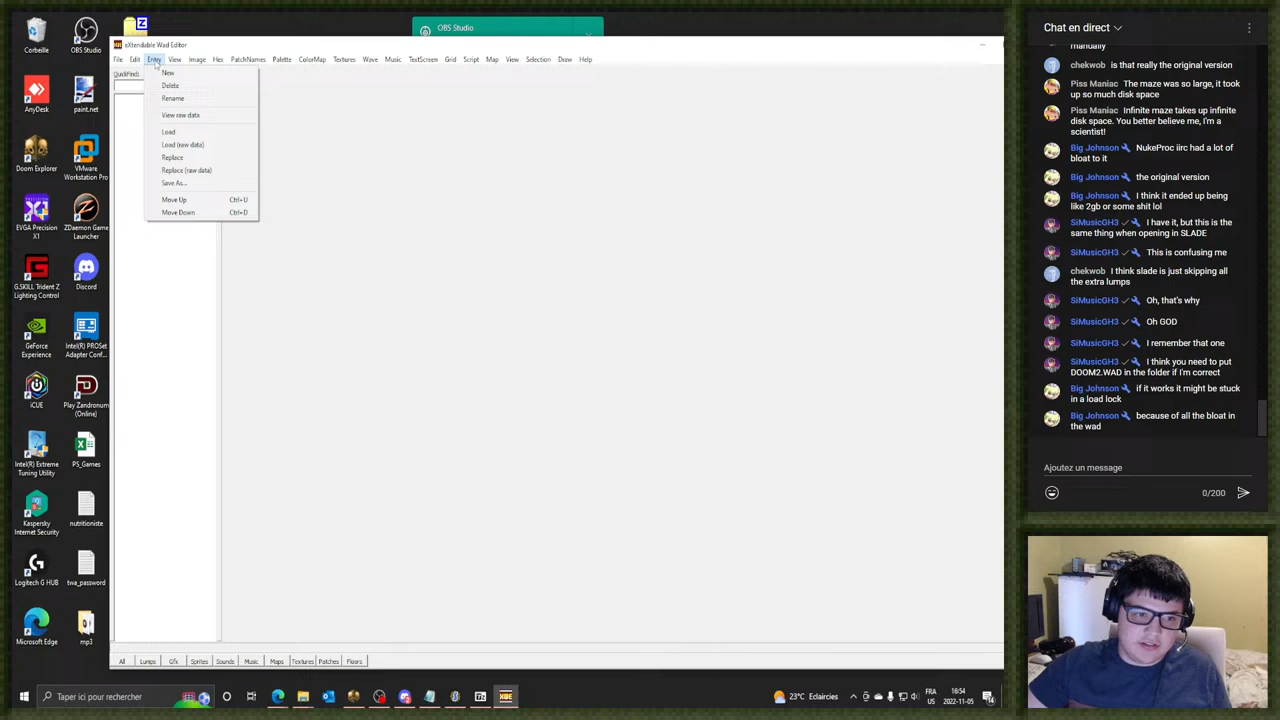 Corbeille
OBS Studio
Z
AnyDesk
paint.net
Doom Explorer
VMware
Workstation Pro
EVGA Precision
X1
ZDaemon Game
Launcher
G.SKILL Trident Z
Lighting Control
Discord
GeForce
Experience
Intel(R) PROSet
Adapter Conf...
iCUE
Play Zandronum
(Online)
Intel(R) Extreme
Tuning Utility
PS_Games
Kaspersky
Internet Security
nutritioniste
Logitech G HUB
twa_password
Microsoft Edge
mp3
OBS Studio
eXtendable Wad Editor
File Edit Entry View Image Hex PatchNames Palette ColorMap Textures Wave Music TextScreen Grid Script Map View Selection Draw Help
QuickFind:
New
Delete
Rename
View raw data
Load
Load (raw data)
Replace
Replace (raw data)
Save As...
Move Up Ctrl+U
Move Down Ctrl+D
All Lumps Gfx Sprites Sounds Music Maps Textures Patches Floors
Taper ici pour rechercher
XWE
23°C Eclaircies
FRA
US
16:54
2022-11-05
14
Chat en direct
manually
chekwob is that really the original version
Piss Maniac The maze was so large, it took
up so much disk space
Piss Maniac Infinite maze takes up infinite
disk space. You better believe me, I'm a
scientist!
Big Johnson NukeProc iirc had a lot of
bloat to it
Big Johnson the original version
Big Johnson I think it ended up being
like 2gb or some shit lol
SiMusicGH3 I have it, but this is the
same thing when opening in SLADE
SiMusicGH3 This is confusing me
chekwob I think slade is just skipping all
the extra lumps
SiMusicGH3 Oh, that's why
SiMusicGH3 Oh GOD
SiMusicGH3 I remember that one
SiMusicGH3 I think you need to put
DOOM2.WAD in the folder if I'm correct
Big Johnson if it works it might be stuck
in a load lock
Big Johnson because of all the bloat in
the wad
Ajoutez un message
0/200